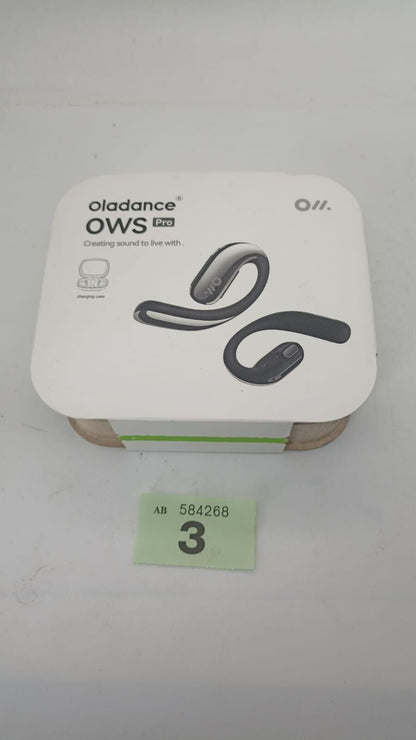 oladance®
OWS Pro
Creating sound to live with.
charging case
AB 584268
3